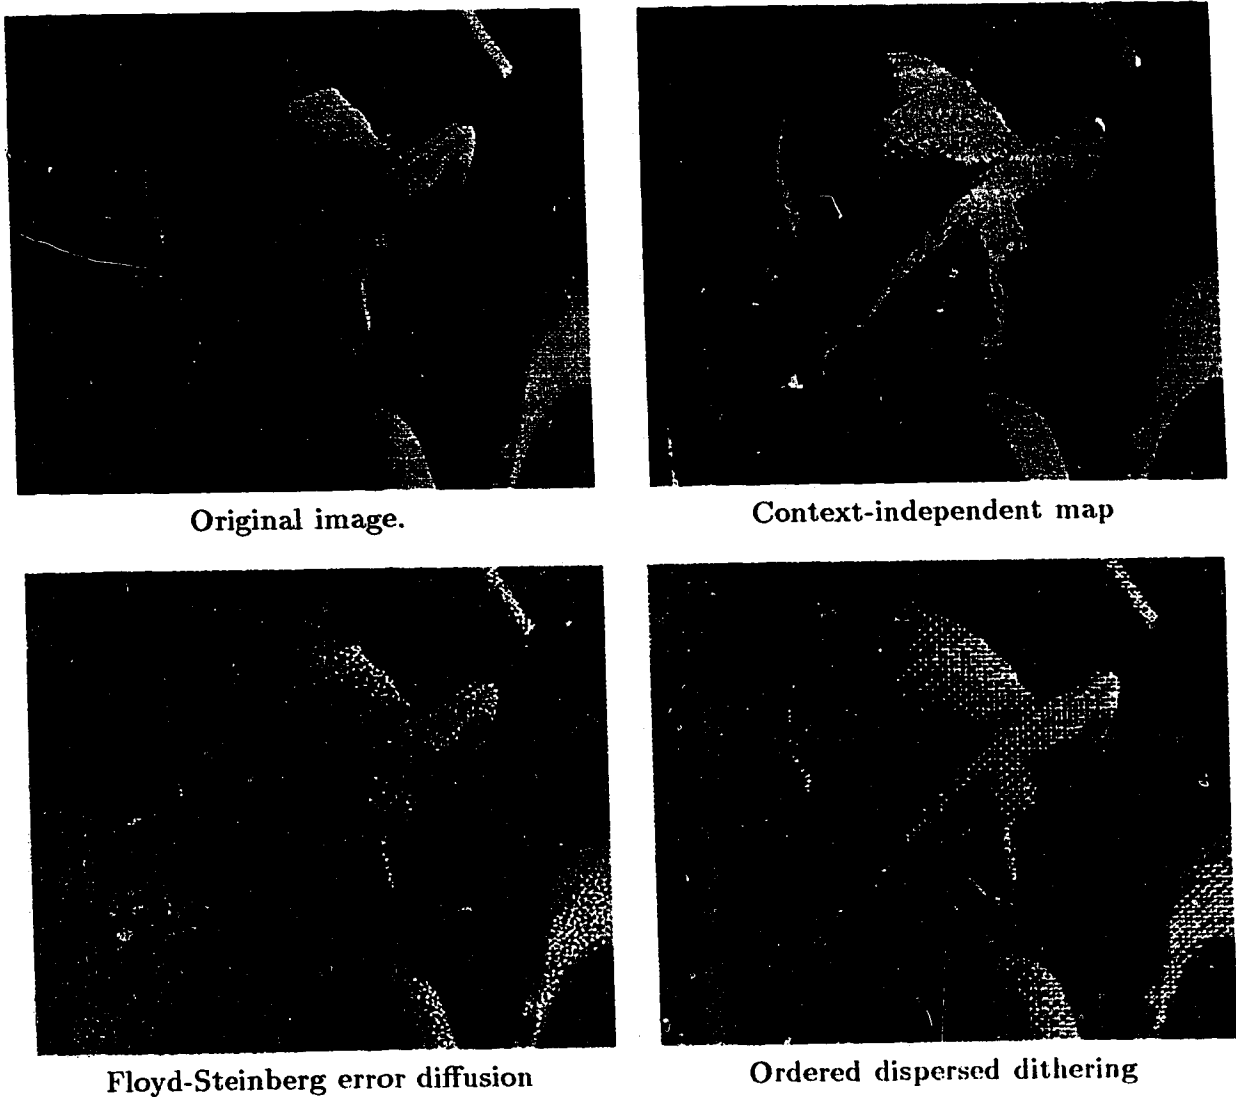 Original image.
Context-independent map
Floyd-Steinberg error diffusion
Ordered dispersed dithering